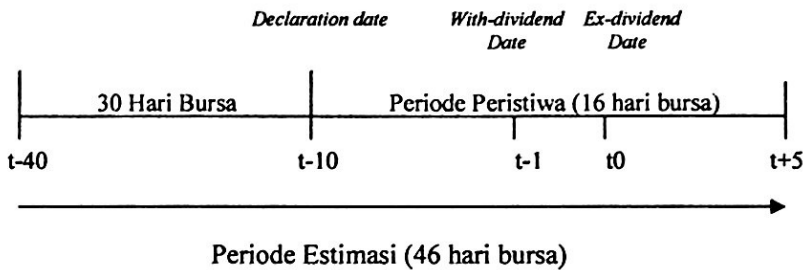 Declaration date
With-dividend Date
Ex-dividend Date
30 Hari Bursa
Periode Peristiwa (16 hari bursa)
t-40
t-10
t-1
t0
t+5
Periode Estimasi (46 hari bursa)